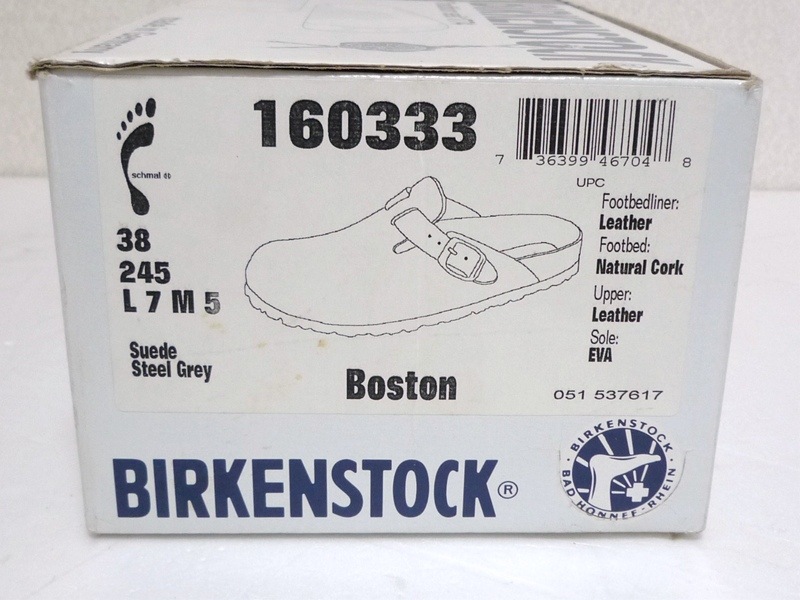 BIRKENSTOCK
160333
schmal
7 36399 46704 8
UPC
38
245
L 7 M 5
Suede
Steel Grey
Footbedliner:
Leather
Footbed:
Natural Cork
Upper:
Leather
Sole:
EVA
Boston
051 537617
BIRKENSTOCK®
BIRKENSTOCK
BAD HONNEF-RHEIN